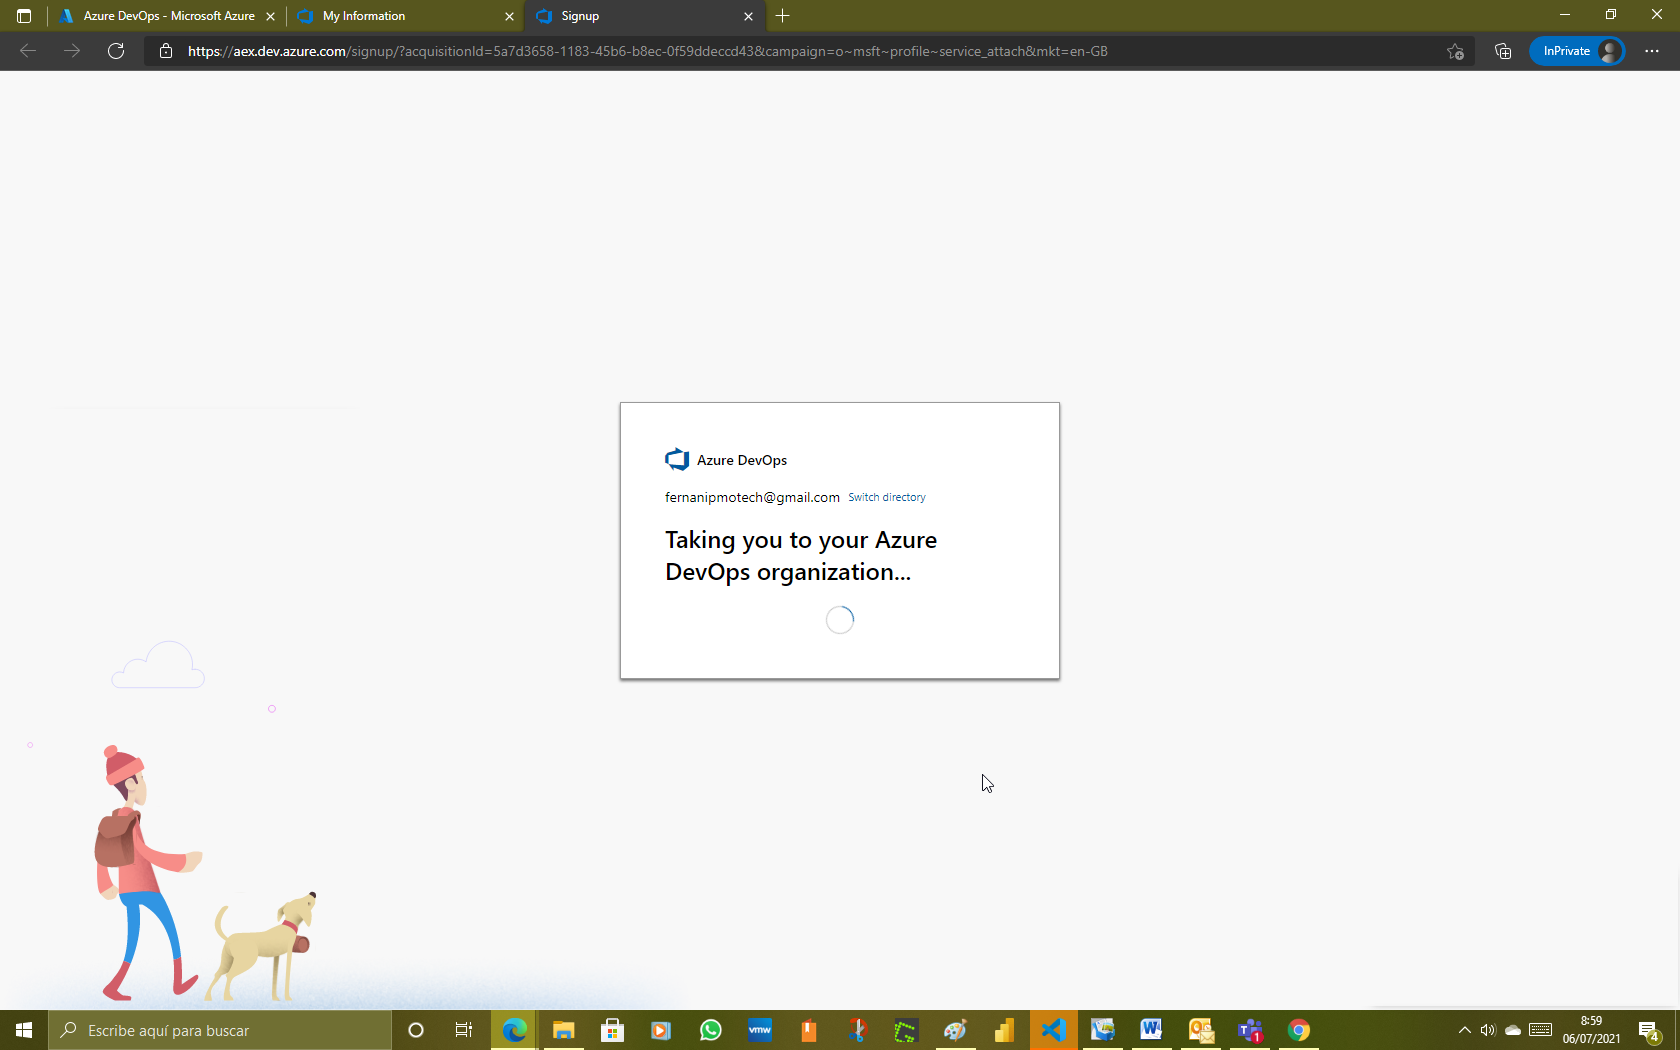 Azure DevOps - Microsoft Azure
My Information
Signup
https://aex.dev.azure.com/signup/?acquisitionId=5a7d3658-1183-45b6-b8ec-0f59ddeccd43&campaign=o~msft~profile~service_attach&mkt=en-GB
InPrivate
Azure DevOps
fernanipmotech@gmail.com Switch directory
Taking you to your Azure
DevOps organization...
Escribe aquí para buscar
vmw
W
1
8:59
06/07/2021
4